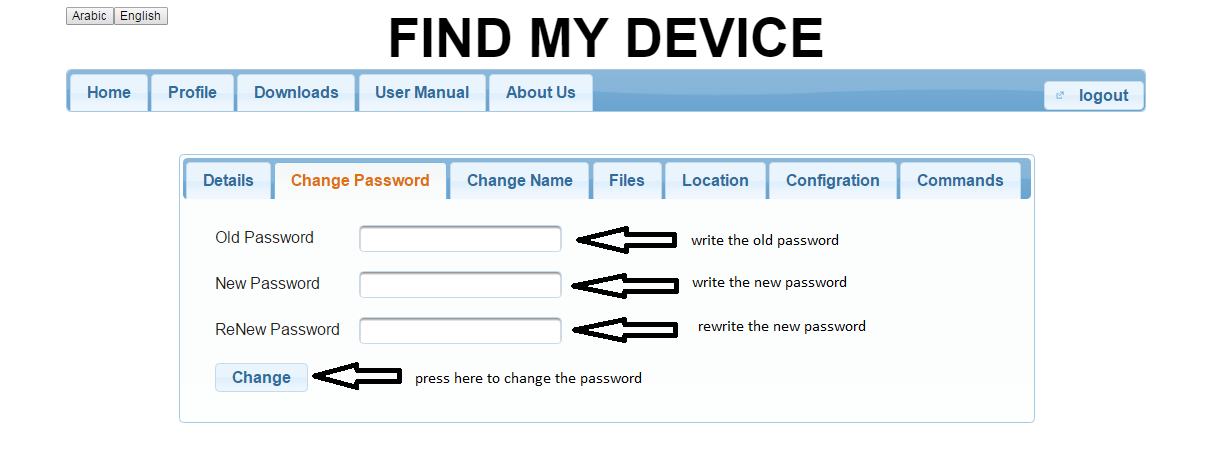 Arabic English
FIND MY DEVICE
Home Profile Downloads User Manual About Us logout
Details Change Password Change Name Files Location Configration Commands
Old Password write the old password
New Password write the new password
ReNew Password rewrite the new password
Change press here to change the password